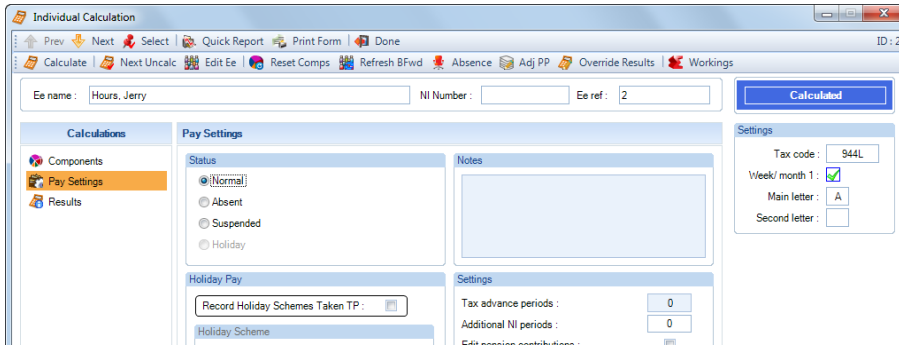 Individual Calculation
Prev Next Select Quick Report Print Form Done ID : 2
Calculate Next Uncalc Edit Ee Reset Comps Refresh BFwd Absence Adj PP Override Results Workings
Ee name : Hours, Jerry NI Number : Ee ref : 2 Calculated
Calculations Pay Settings Settings
Components Status Notes Tax code : 944L
Pay Settings Normal Week/ month 1 :
Results Absent Main letter : A
Suspended Second letter :
Holiday
Holiday Pay Settings
Record Holiday Schemes Taken TP : Tax advance periods : 0
Holiday Scheme Additional NI periods : 0
Edit pension contributions :